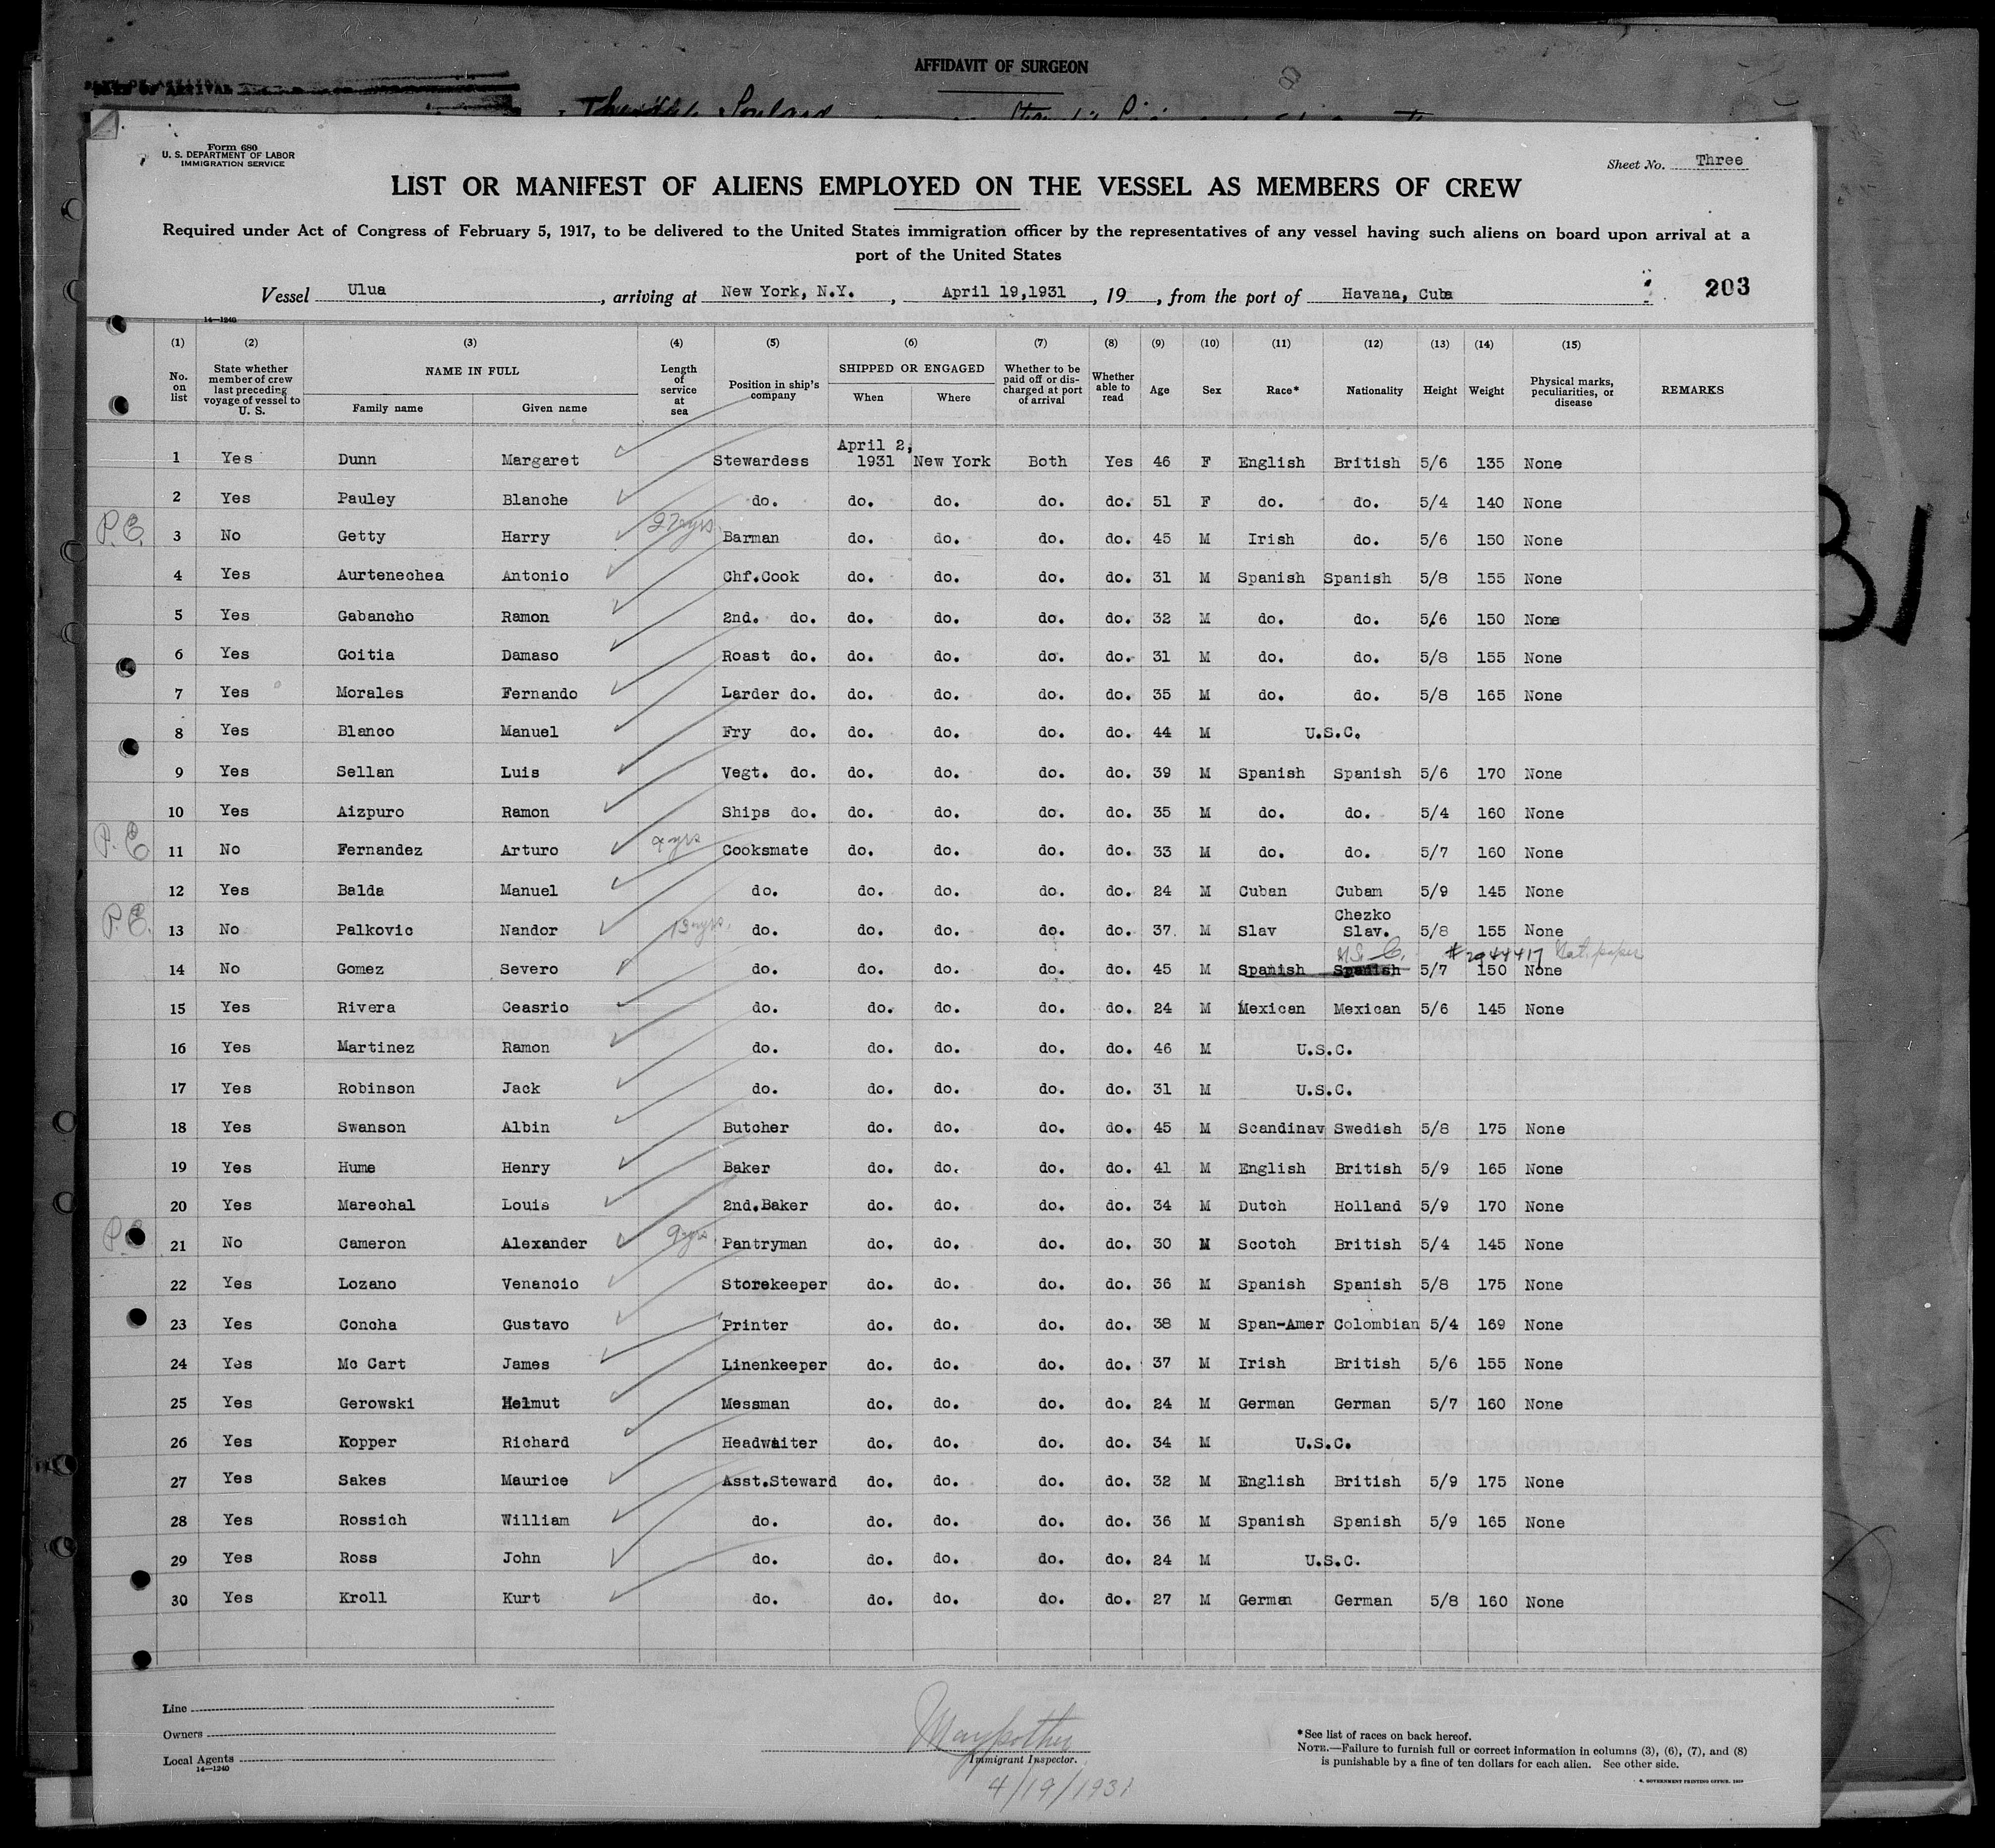 AFFIDAVIT OF SURGEON
Form 680
U. S. DEPARTMENT OF LABOR
IMMIGRATION SERVICE
Sheet No. Three
LIST OR MANIFEST OF ALIENS EMPLOYED ON THE VESSEL AS MEMBERS OF CREW
Required under Act of Congress of February 5, 1917, to be delivered to the United States immigration officer by the representatives of any vessel having such aliens on board upon arrival at a
port of the United States
Vessel Ulua, arriving at New York, N.Y., April 19,1931, 19, from the port of Havana, Cuba 203
14—1240
(1) (2) (3) (4) (5) (6) (7) (8) (9) (10) (11) (12) (13) (14) (15)
No. on list State whether member of crew last preceding voyage of vessel to U. S. NAME IN FULL Family name Given name Length of service at sea Position in ship's company SHIPPED OR ENGAGED When Where Whether to be paid off or discharged at port of arrival Whether able to read Age Sex Race* Nationality Height Weight Physical marks, peculiarities, or disease REMARKS
1 Yes Dunn Margaret Stewardess April 2, 1931 New York Both Yes 46 F English British 5/6 135 None
2 Yes Pauley Blanche do. do. do. do. do. 51 F do. do. 5/4 140 None
P.E. 3 No Getty Harry 27 yrs. Barman do. do. do. do. 45 M Irish do. 5/6 150 None
4 Yes Aurtenechea Antonio Chf.Cook do. do. do. do. 31 M Spanish Spanish 5/8 155 None
5 Yes Gabancho Ramon 2nd. do. do. do. do. do. 32 M do. do. 5/6 150 None
6 Yes Goitia Damaso Roast do. do. do. do. do. 31 M do. do. 5/8 155 None
7 Yes Morales Fernando Larder do. do. do. do. do. 35 M do. do. 5/8 165 None
8 Yes Blanco Manuel Fry do. do. do. do. do. 44 M U.S.C.
9 Yes Sellan Luis Vegt. do. do. do. do. do. 39 M Spanish Spanish 5/6 170 None
10 Yes Aizpuro Ramon Ships do. do. do. do. do. 35 M do. do. 5/4 160 None
P.E. 11 No Fernandez Arturo yrs Cooksmate do. do. do. do. 33 M do. do. 5/7 160 None
12 Yes Balda Manuel do. do. do. do. do. 24 M Cuban Cubam 5/9 145 None
P.E. 13 No Palkovic Nandor 13 yrs. do. do. do. do. do. 37 M Slav Chezko Slav. 5/8 155 None
U.S.C. #2944417 Nat. paper
14 No Gomez Severo do. do. do. do. do. 45 M Spanish Spanish 5/7 150 None
15 Yes Rivera Ceasrio do. do. do. do. do. 24 M Mexican Mexican 5/6 145 None
16 Yes Martinez Ramon do. do. do. do. do. 46 M U.S.C.
17 Yes Robinson Jack do. do. do. do. do. 31 M U.S.C.
18 Yes Swanson Albin Butcher do. do. do. do. 45 M Scandinav Swedish 5/8 175 None
19 Yes Hume Henry Baker do. do. do. do. 41 M English British 5/9 165 None
20 Yes Marechal Louis 2nd.Baker do. do. do. do. 34 M Dutch Holland 5/9 170 None
P.E. 21 No Cameron Alexander 9 yrs Pantryman do. do. do. do. 30 M Scotch British 5/4 145 None
22 Yes Lozano Venancio Storekeeper do. do. do. do. 36 M Spanish Spanish 5/8 175 None
23 Yes Concha Gustavo Printer do. do. do. do. 38 M Span-Amer Colombian 5/4 169 None
24 Yes Mc Cart James Linenkeeper do. do. do. do. 37 M Irish British 5/6 155 None
25 Yes Gerowski Helmut Messman do. do. do. do. 24 M German German 5/7 160 None
26 Yes Kopper Richard Headwaiter do. do. do. do. 34 M U.S.C.
27 Yes Sakes Maurice Asst.Steward do. do. do. do. 32 M English British 5/9 175 None
28 Yes Rossich William do. do. do. do. do. 36 M Spanish Spanish 5/9 165 None
29 Yes Ross John do. do. do. do. do. 24 M U.S.C.
30 Yes Kroll Kurt do. do. do. do. do. 27 M German German 5/8 160 None
Line
Owners
Local Agents
14—1240
Immigrant Inspector.
4/19/1931
*See list of races on back hereof.
NOTE.—Failure to furnish full or correct information in columns (3), (6), (7), and (8)
is punishable by a fine of ten dollars for each alien. See other side.